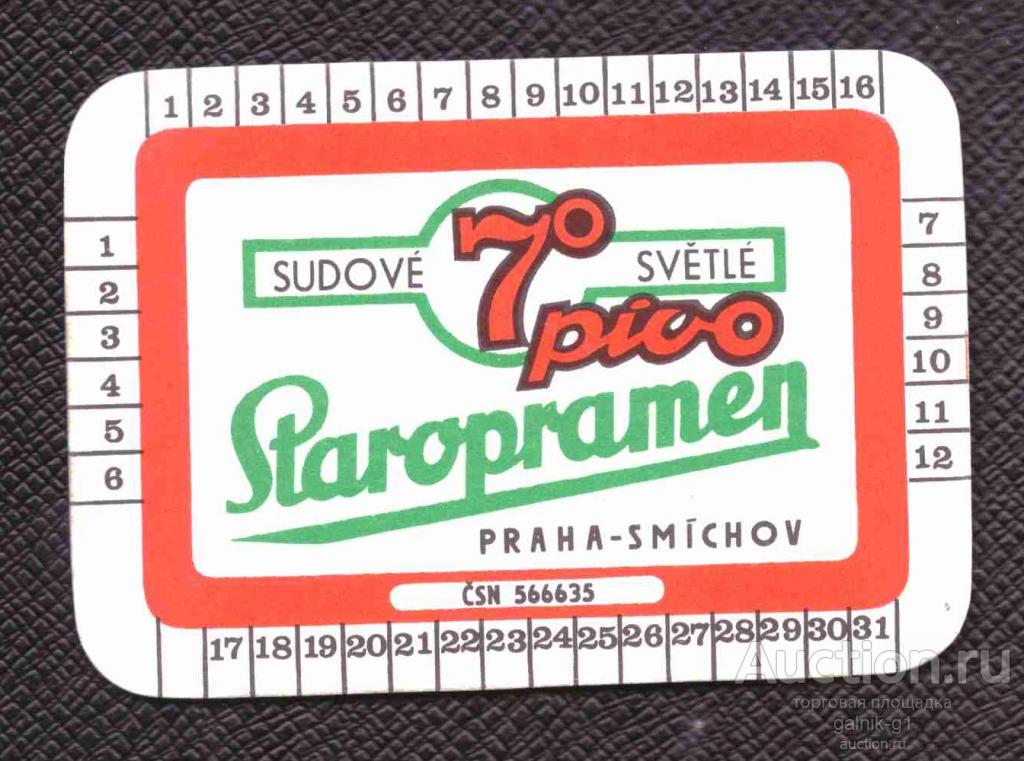 1 2 3 4 5 6 7 8 9 10 11 12 13 14 15 16
1
2
3
4
5
6
7
8
9
10
11
12
SUDOVÉ 7° SVĚTLÉ
pivo
Staropramen
PRAHA-SMÍCHOV
ČSN 566635
17 18 19 20 21 22 23 24 25 26 27 28 29 30 31
Auction.ru
торговая площадка
galnik-g1
auction.ru